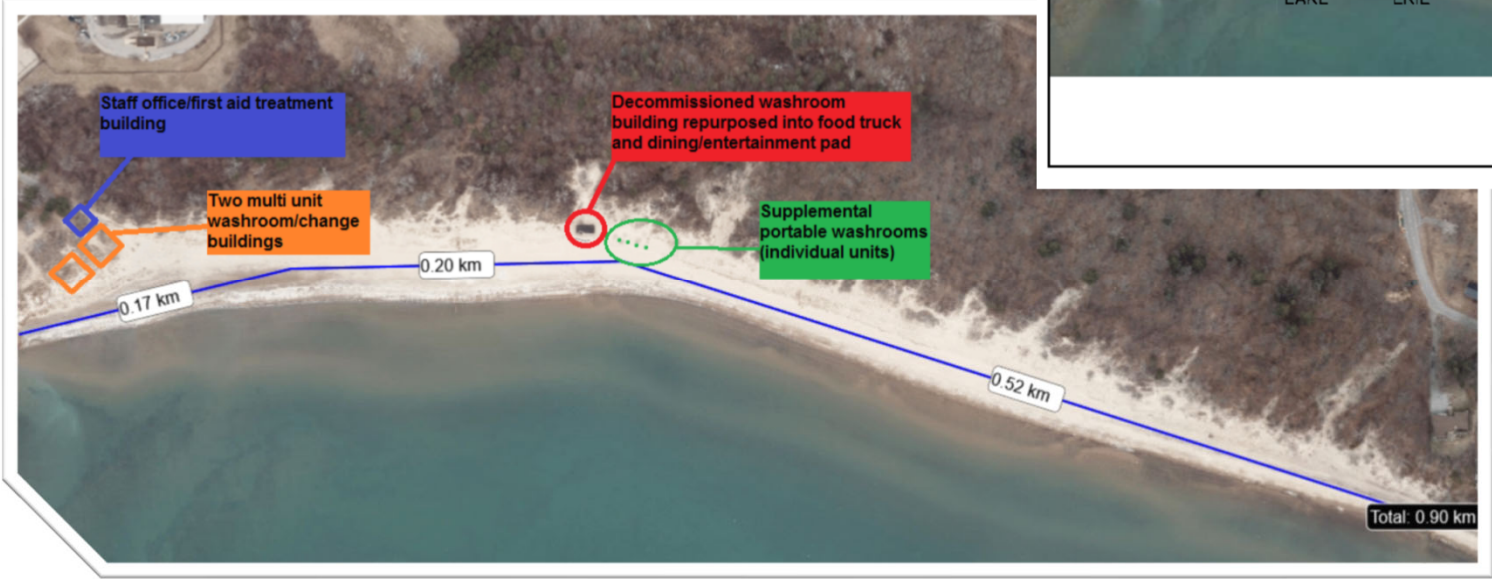 LAKE ERIE
Staff office/first aid treatment
building
Decommissioned washroom
building repurposed into food truck
and dining/entertainment pad
Two multi unit
washroom/change
buildings
Supplemental
portable washrooms
(individual units)
0.17 km
0.20 km
0.52 km
Total: 0.90 km